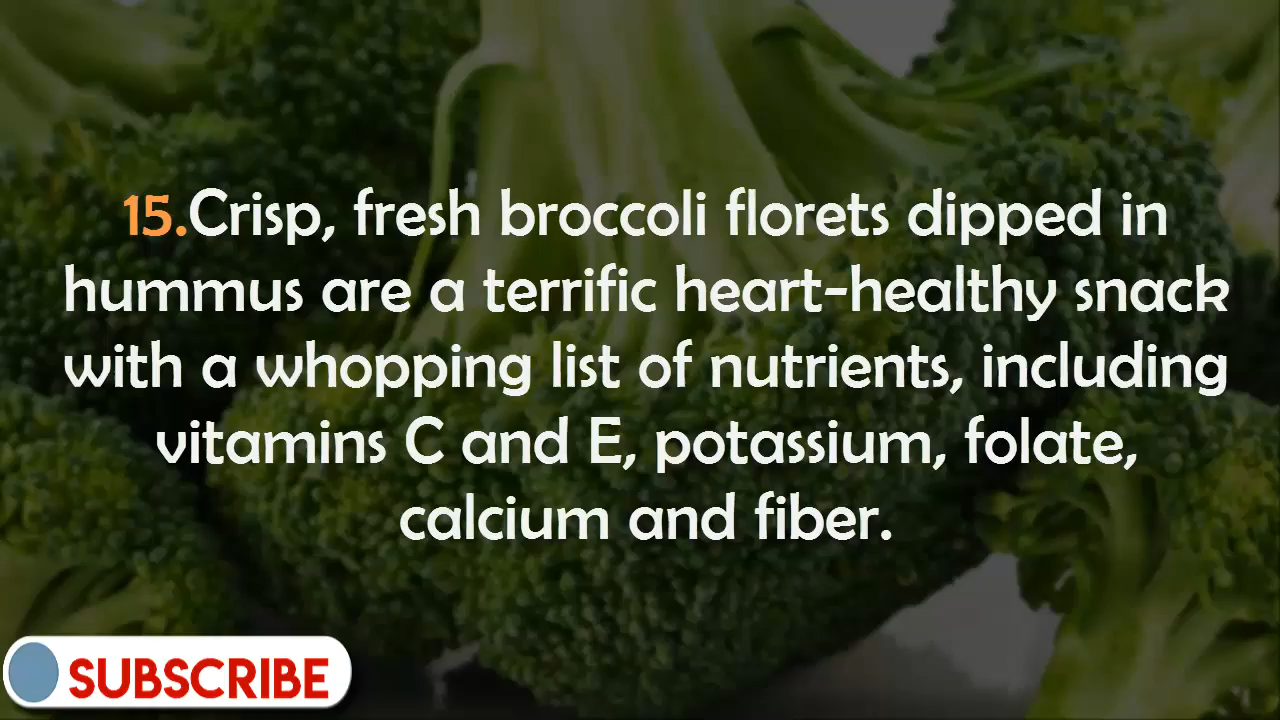 15.Crisp, fresh broccoli florets dipped in
hummus are a terrific heart-healthy snack
with a whopping list of nutrients, including
vitamins C and E, potassium, folate,
calcium and fiber.
SUBSCRIBE